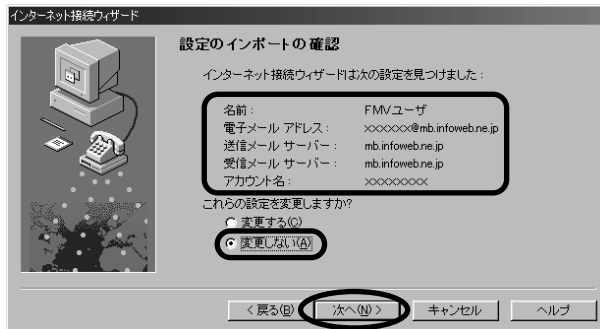 インターネット接続ウィザード
設定のインポートの確認
インターネット接続ウィザードは次の設定を見つけました：
名前： FMVユーザ
電子メール アドレス： xxxxxx@mb.infoweb.ne.jp
送信メール サーバー： mb.infoweb.ne.jp
受信メール サーバー： mb.infoweb.ne.jp
アカウント名： xxxxxxxx
これらの設定を変更しますか?
変更する(C)
変更しない(A)
< 戻る(B) 次へ(N) > キャンセル ヘルプ